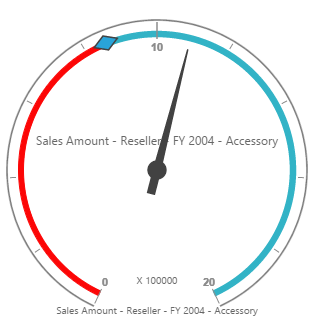 10
Sales Amount - Reseller - FY 2004 - Accessory
0 X 100000 20
Sales Amount - Reseller - FY 2004 - Accessory